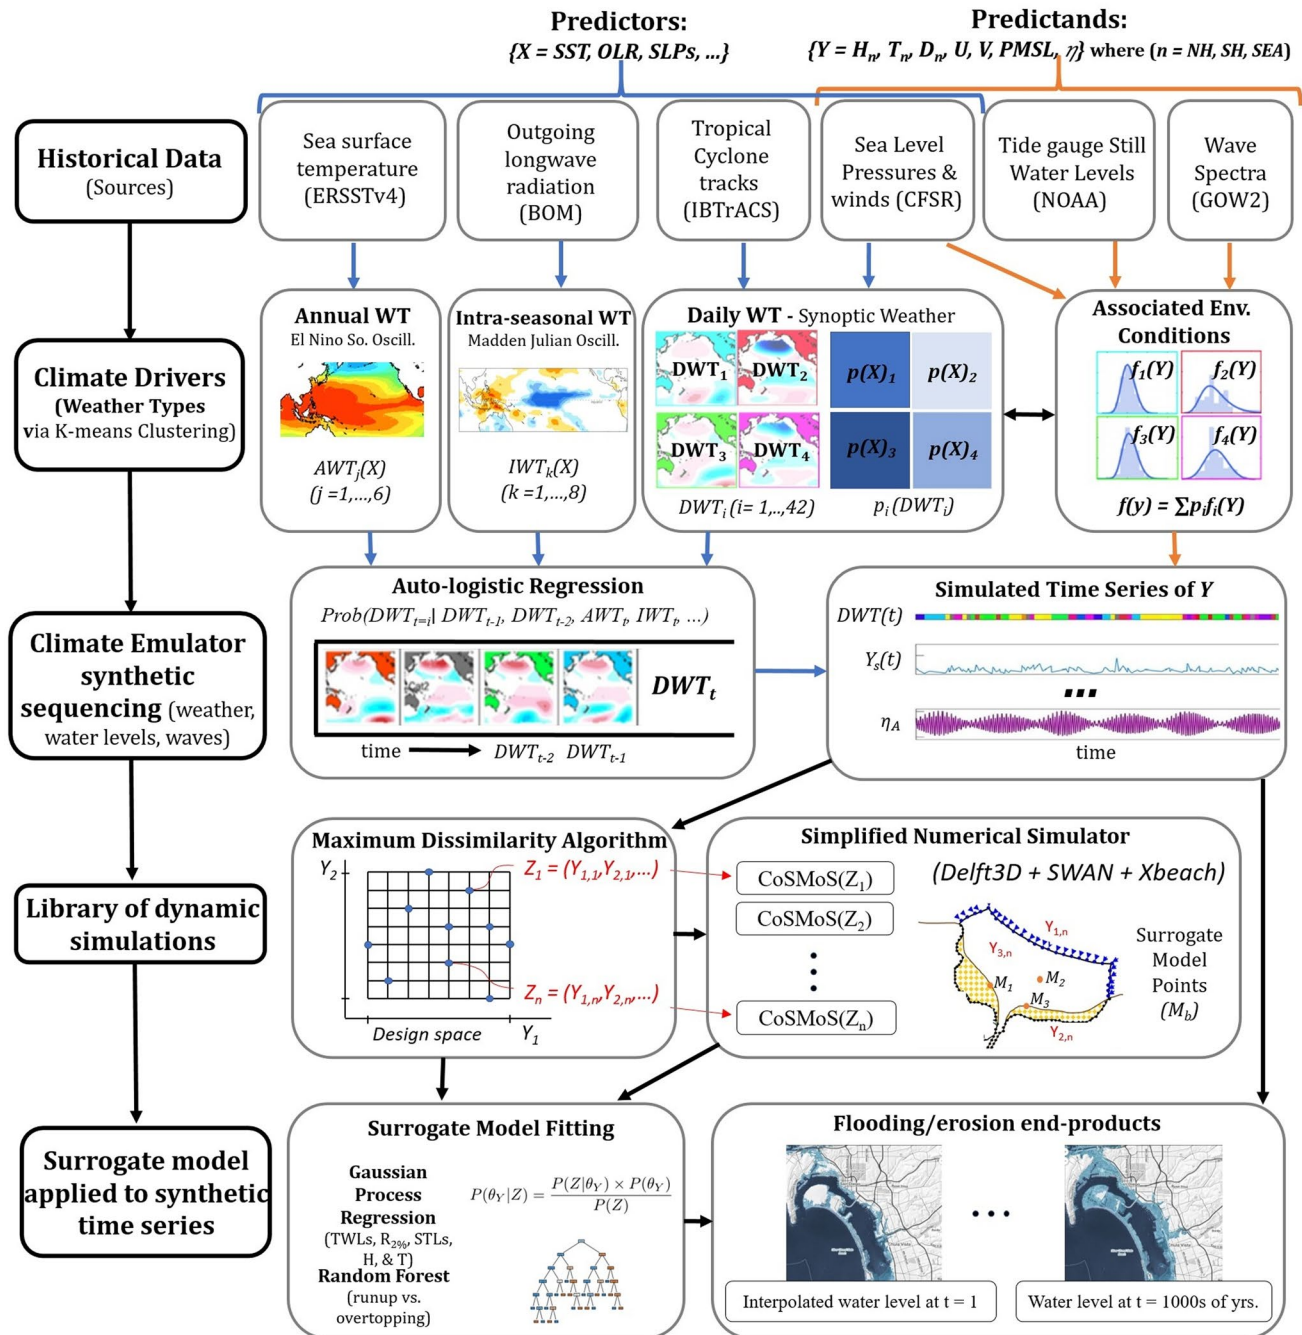 Predictors:
{X = SST, OLR, SLPs, ...}
Predictands:
{Y = Hn, Tn, Dn, U, V, PMSL, η} where (n = NH, SH, SEA)
Historical Data
(Sources)
Sea surface
temperature
(ERSSTv4)
Outgoing
longwave
radiation
(BOM)
Tropical
Cyclone
tracks
(IBTrACS)
Sea Level
Pressures &
winds (CFSR)
Tide gauge Still
Water Levels
(NOAA)
Wave
Spectra
(GOW2)
Climate Drivers
(Weather Types
via K-means Clustering)
Annual WT
El Nino So. Oscill.
AWTj(X)
(j =1,...,6)
Intra-seasonal WT
Madden Julian Oscill.
IWTk(X)
(k =1,...,8)
Daily WT - Synoptic Weather
DWT1
DWT2
DWT3
DWT4
p(X)1
p(X)2
p(X)3
p(X)4
DWTi (i= 1,..,42)
pi (DWTi)
Associated Env.
Conditions
f1(Y)
f2(Y)
f3(Y)
f4(Y)
f(y) = ∑pifi(Y)
Climate Emulator
synthetic
sequencing (weather,
water levels, waves)
Auto-logistic Regression
Prob(DWTt=i| DWTt-1, DWTt-2, AWTt, IWTt, ...)
DWTt
time
DWTt-2 DWTt-1
Simulated Time Series of Y
DWT(t)
Ys(t)
...
ηA
time
Library of dynamic
simulations
Maximum Dissimilarity Algorithm
Y2
Z1 = (Y1,1,Y2,1,...)
Zn = (Y1,n,Y2,n,...)
Design space
Y1
Simplified Numerical Simulator
CoSMoS(Z1)
CoSMoS(Z2)
CoSMoS(Zn)
(Delft3D + SWAN + Xbeach)
Y1,n
Y3,n
M1
M2
M3
Y2,n
Surrogate
Model
Points
(Mb)
Surrogate model
applied to synthetic
time series
Surrogate Model Fitting
Gaussian
Process
Regression
(TWLs, R2%, STLs,
H, & T)
Random Forest
(runup vs.
overtopping)
P(θY|Z) = P(Z|θY) × P(θY) / P(Z)
Flooding/erosion end-products
...
Interpolated water level at t = 1
Water level at t = 1000s of yrs.